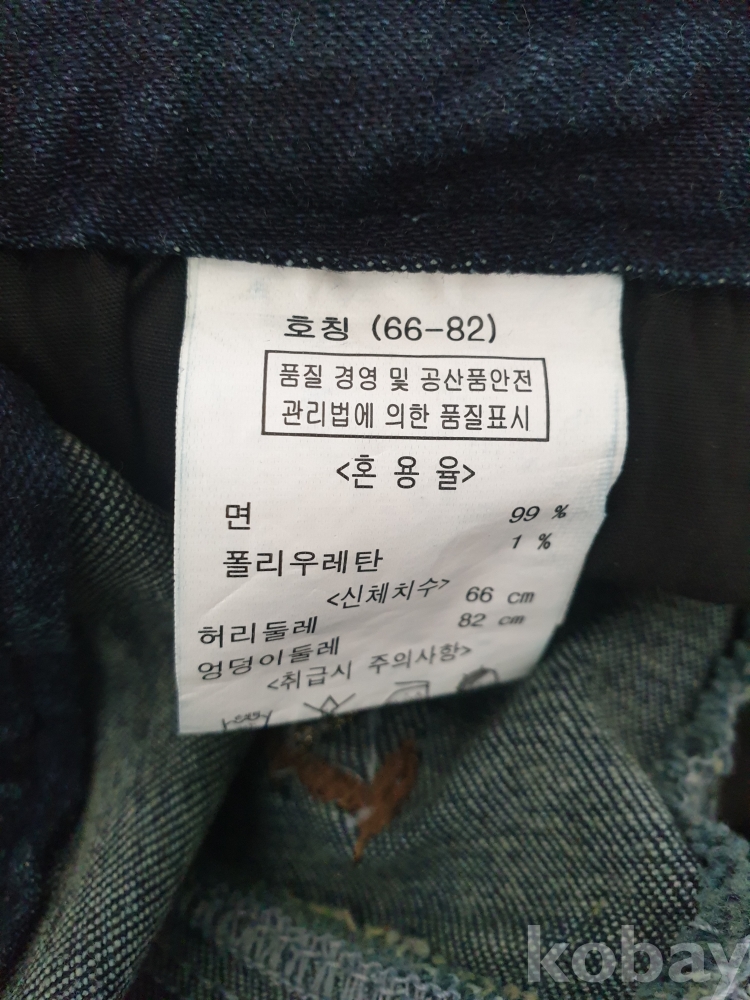 호칭 (66-82)
품질 경영 및 공산품안전
관리법에 의한 품질표시
<혼 용 율>
면 99 %
폴리우레탄 1 %
<신체치수>
허리둘레 66 cm
엉덩이둘레 82 cm
<취급시 주의사항>
kobay